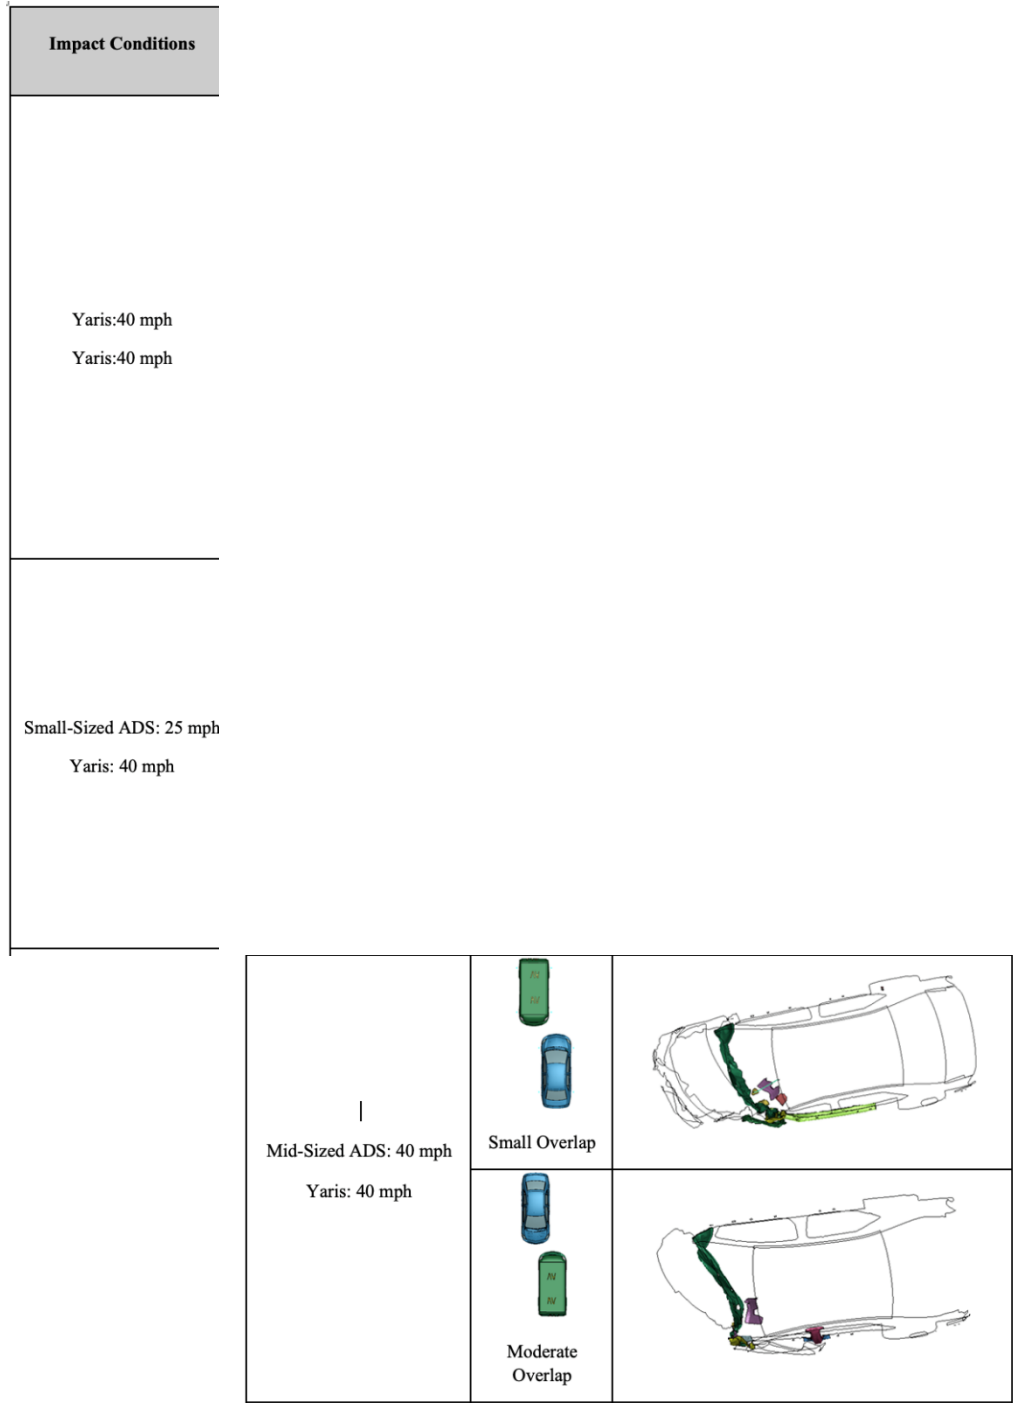 Impact Conditions
Yaris:40 mph
Yaris:40 mph
Small-Sized ADS: 25 mph
Yaris: 40 mph
Mid-Sized ADS: 40 mph
Yaris: 40 mph
Small Overlap
Moderate
Overlap